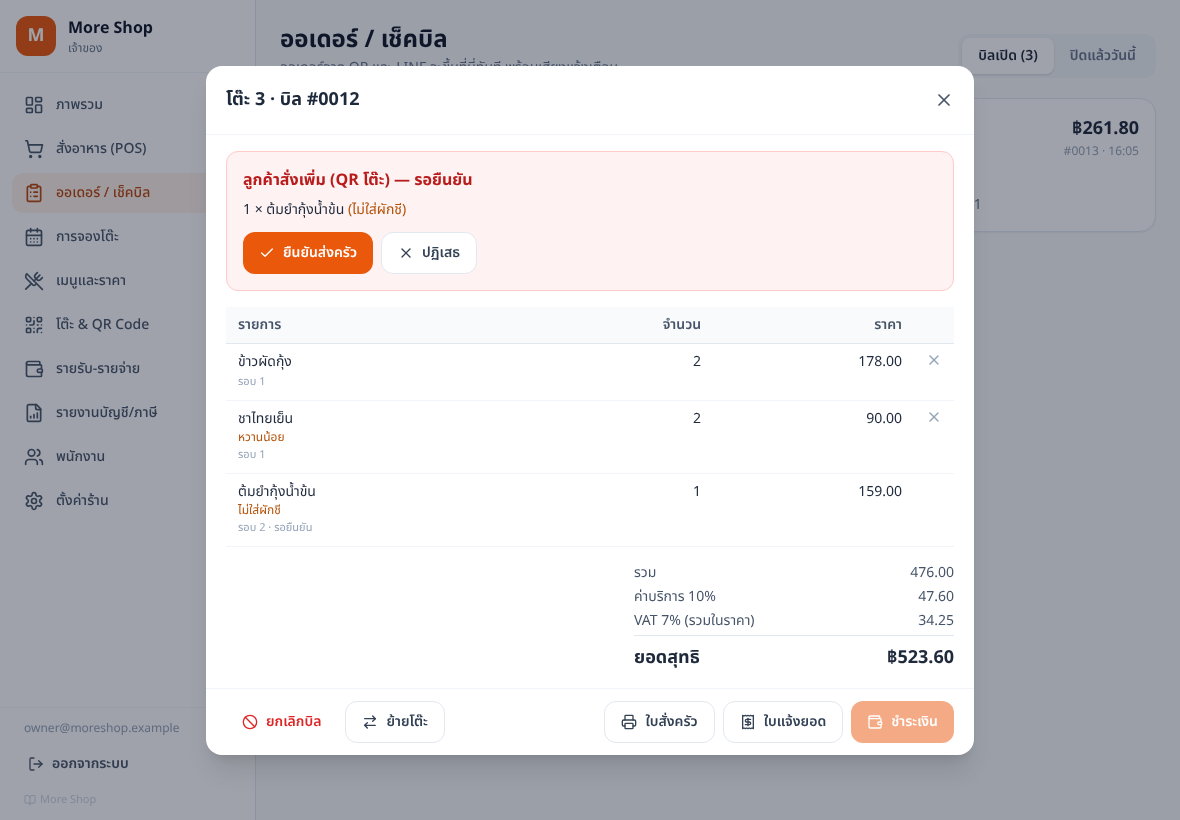 M
More Shop
เจ้าของ
ภาพรวม
สั่งอาหาร (POS)
ออเดอร์ / เช็คบิล
การจองโต๊ะ
เมนูและราคา
โต๊ะ & QR Code
รายรับ-รายจ่าย
รายงานบัญชี/ภาษี
พนักงาน
ตั้งค่าร้าน
owner@moreshop.example
ออกจากระบบ
More Shop
ออเดอร์ / เช็คบิล
บิลเปิด (3)
ปิดแล้ววันนี้
฿261.80
#0013 · 16:05
1
โต๊ะ 3 · บิล #0012
ลูกค้าสั่งเพิ่ม (QR โต๊ะ) — รอยืนยัน
1 × ต้มยำกุ้งน้ำข้น (ไม่ใส่ผักชี)
ยืนยันส่งครัว
ปฏิเสธ
รายการ จำนวน ราคา
ข้าวผัดกุ้ง 2 178.00
รอบ 1
ชาไทยเย็น 2 90.00
หวานน้อย
รอบ 1
ต้มยำกุ้งน้ำข้น 1 159.00
ไม่ใส่ผักชี
รอบ 2 · รอยืนยัน
รวม 476.00
ค่าบริการ 10% 47.60
VAT 7% (รวมในราคา) 34.25
ยอดสุทธิ ฿523.60
ยกเลิกบิล
ย้ายโต๊ะ
ใบสั่งครัว
ใบแจ้งยอด
ชำระเงิน